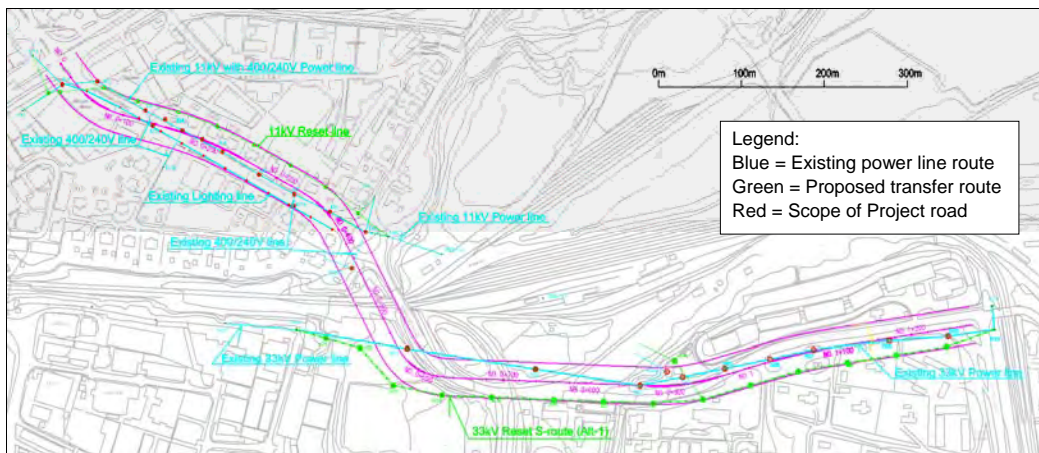 Existing 11kV with 400/240V Power line
0m 100m 200m 300m
Legend:
Blue = Existing power line route
Green = Proposed transfer route
Red = Scope of Project road
Existing 400/240V line
11kV Reset line
Existing Lighting line
Existing 11kV Power line
Existing 400/240V line
Existing 33kV Power line
Existing 33kV Power line
33kV Reset S-route (Alt-1)